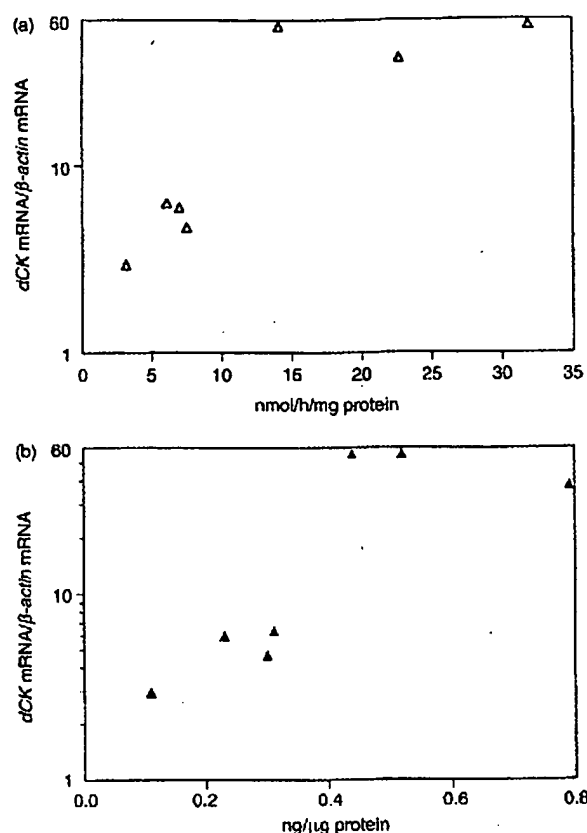 (a)
60
10
1
dCK mRNA/β-actin mRNA
0 5 10 15 20 25 30 35
nmol/h/mg protein
(b)
60
10
1
dCK mRNA/β-actin mRNA
0.0 0.2 0.4 0.6 0.8
ng/μg protein